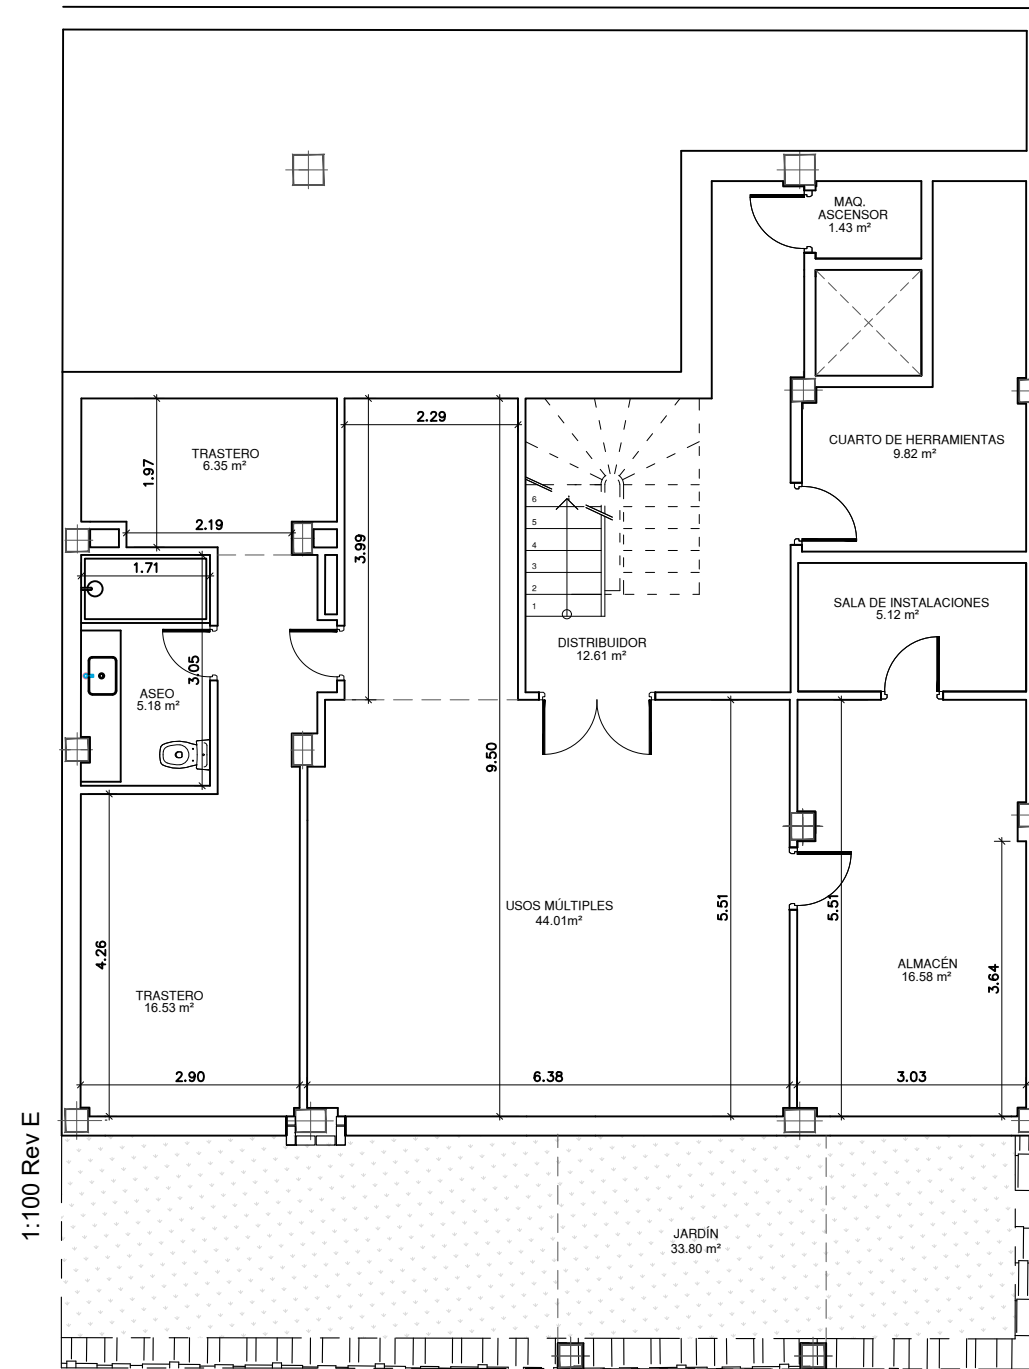 MAQ.
ASCENSOR
1.43 m²
2.29
TRASTERO
6.35 m²
1.97
CUARTO DE HERRAMIENTAS
9.82 m²
2.19
3.99
6
5
4
3
2
1
1.71
SALA DE INSTALACIONES
5.12 m²
DISTRIBUIDOR
12.61 m²
3.05
ASEO
5.18 m²
9.50
USOS MÚLTIPLES
44.01m²
5.51
5.51
4.26
ALMACÉN
16.58 m²
3.64
TRASTERO
16.53 m²
2.90
6.38
3.03
1:100 Rev E
JARDÍN
33.80 m²